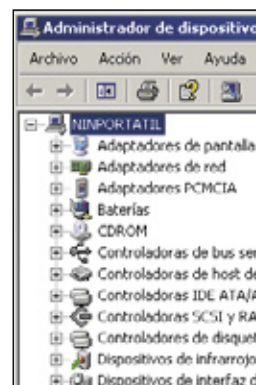 Administrador de dispositivo
Archivo Acción Ver Ayuda
NINPORTATIL
Adaptadores de pantalla
Adaptadores de red
Adaptadores PCMCIA
Baterías
CDROM
Controladoras de bus ser
Controladoras de host de
Controladoras IDE ATA/A
Controladoras SCSI y RA
Controladores de disquet
Dispositivos de infrarrojo
Dispositivos de interfaz d